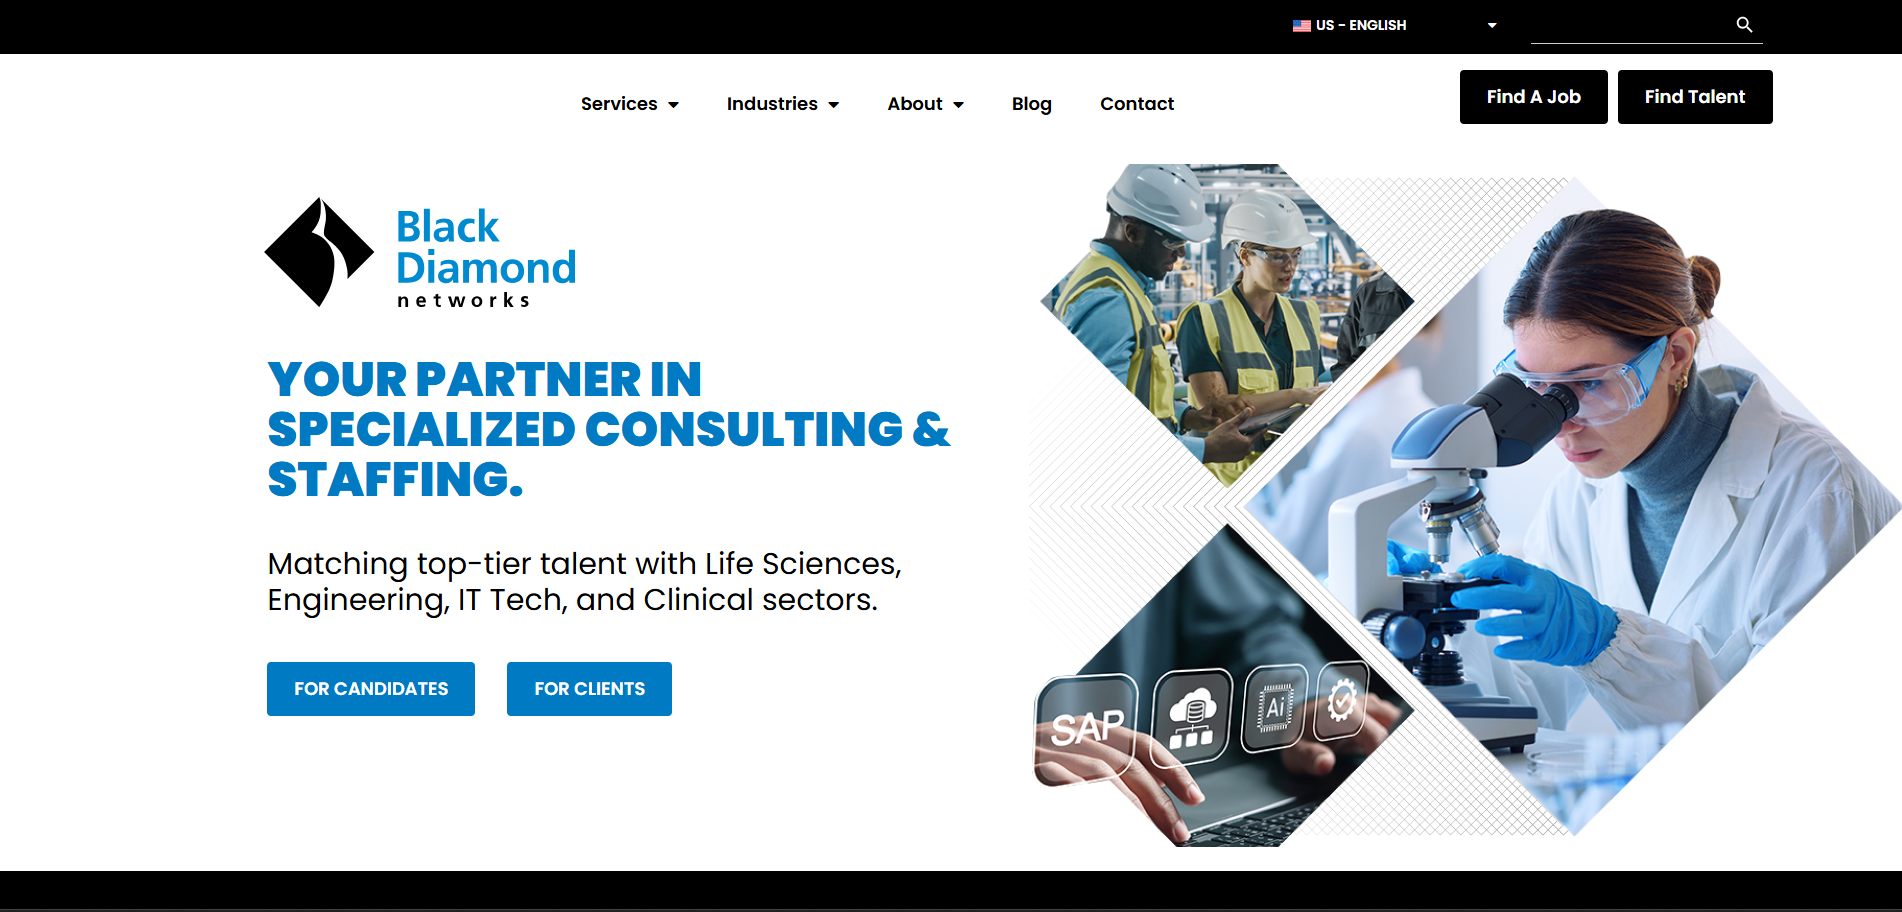 US - ENGLISH
Services
Industries
About
Blog
Contact
Find A Job
Find Talent
Black
Diamond
networks
YOUR PARTNER IN
SPECIALIZED CONSULTING &
STAFFING.
Matching top-tier talent with Life Sciences,
Engineering, IT Tech, and Clinical sectors.
FOR CANDIDATES
FOR CLIENTS
SAP
Ai